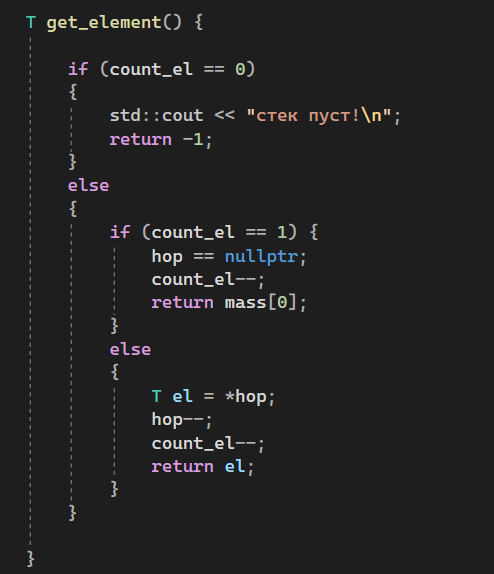 T get_element() {
if (count_el == 0)
{
std::cout << "стек пуст!\n";
return -1;
}
else
{
if (count_el == 1) {
hop == nullptr;
count_el--;
return mass[0];
}
else
{
T el = *hop;
hop--;
count_el--;
return el;
}
}
}